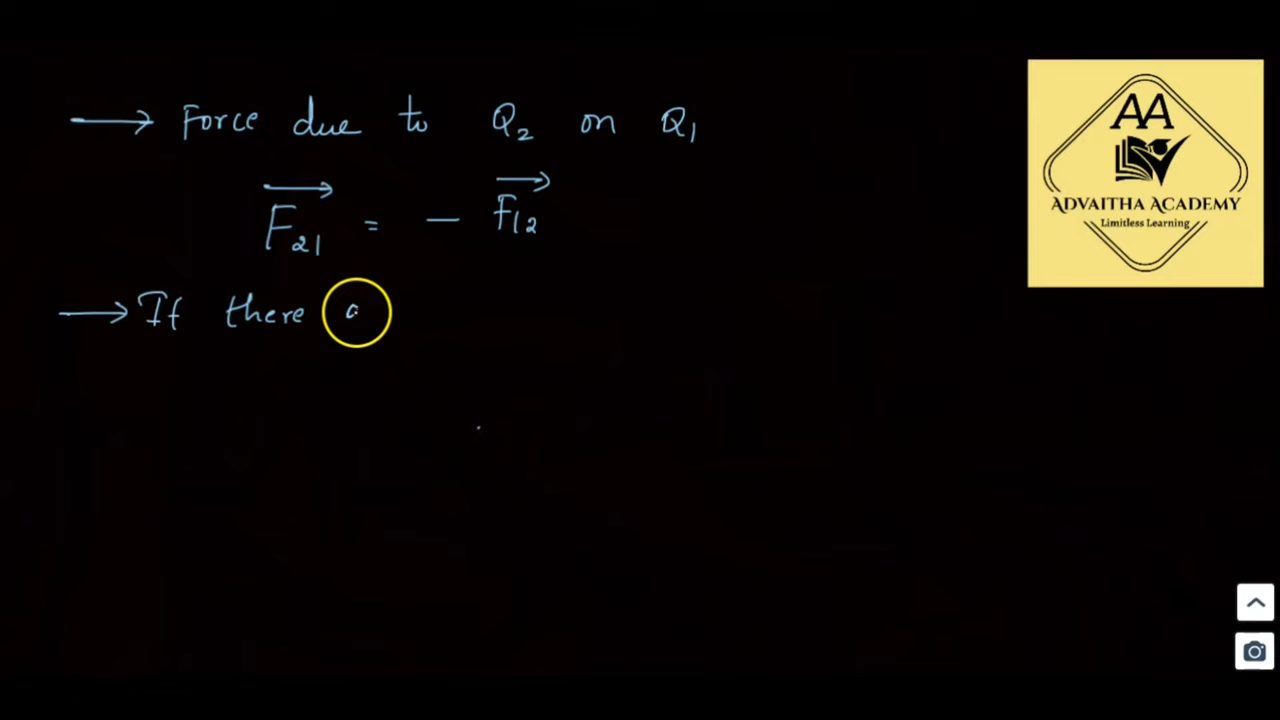 → Force due to Q₂ on Q₁
F₂₁ = - F₁₂
→ If there a
AA
ADVAITHA ACADEMY
Limitless Learning